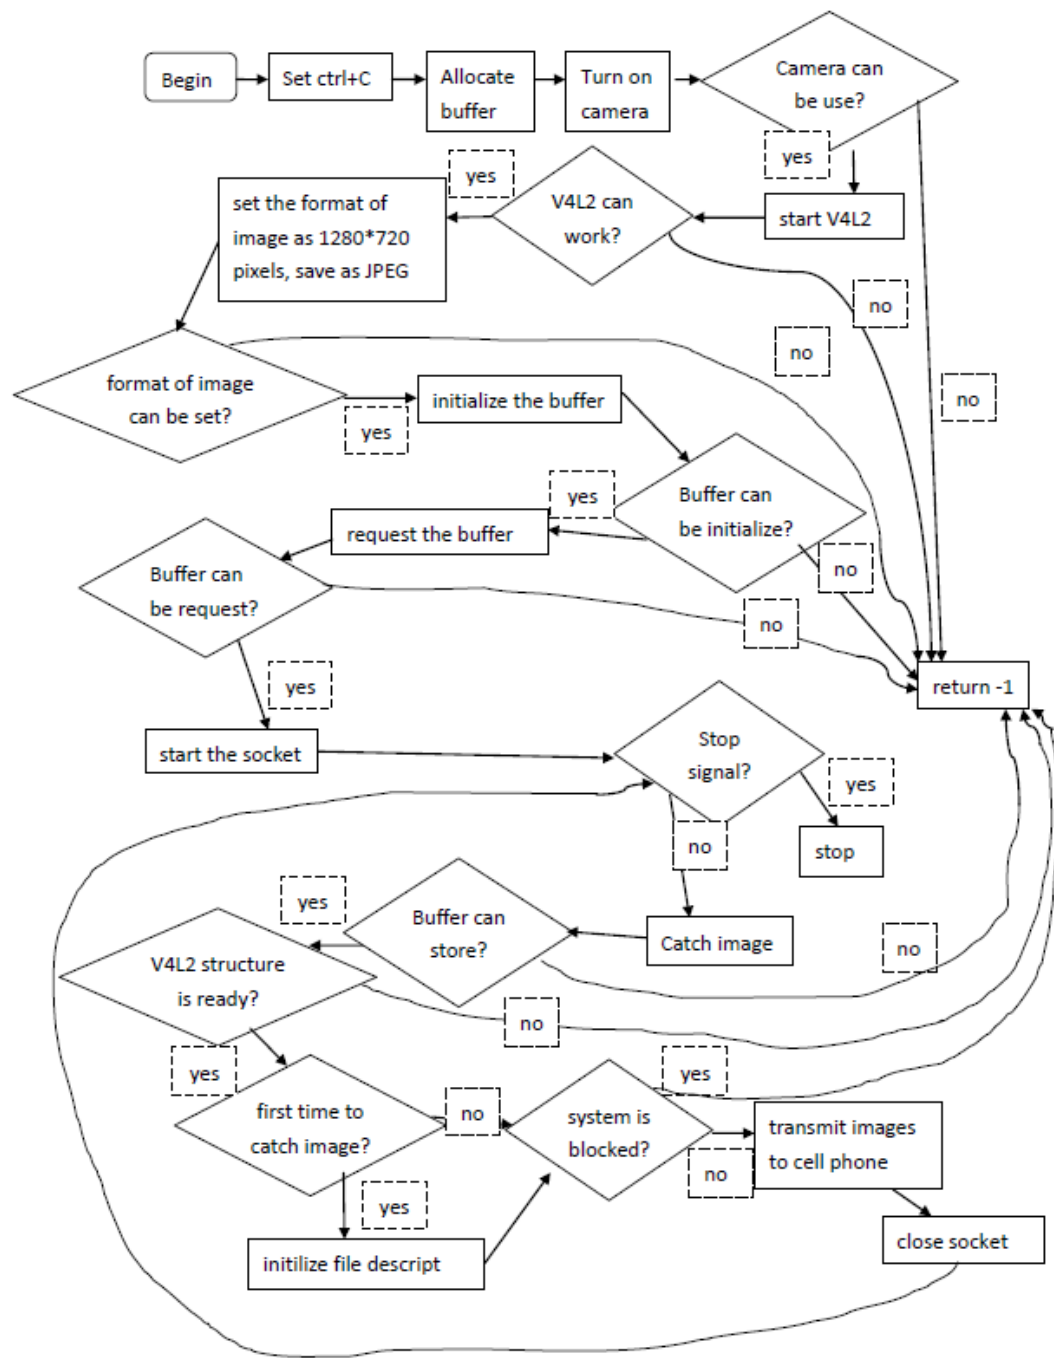 Begin
Set ctrl+C
Allocate
buffer
Turn on
camera
Camera can
be use?
yes
start V4L2
V4L2 can
work?
yes
set the format of
image as 1280*720
pixels, save as JPEG
no
no
no
format of image
can be set?
yes
initialize the buffer
Buffer can
be initialize?
yes
request the buffer
no
Buffer can
be request?
no
yes
return -1
start the socket
Stop
signal?
yes
stop
no
Catch image
Buffer can
store?
yes
no
V4L2 structure
is ready?
no
yes
first time to
catch image?
no
yes
initilize file descript
system is
blocked?
yes
no
transmit images
to cell phone
close socket